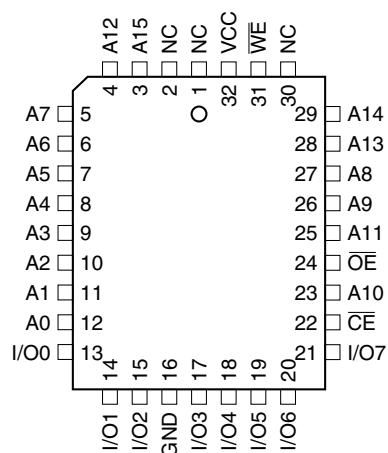 A12 A15 NC NC VCC WE NC
4 3 2 1 32 31 30
A7 5 29 A14
A6 6 28 A13
A5 7 27 A8
A4 8 26 A9
A3 9 25 A11
A2 10 24 OE
A1 11 23 A10
A0 12 22 CE
I/O0 13 21 I/O7
14 15 16 17 18 19 20
I/O1 I/O2 GND I/O3 I/O4 I/O5 I/O6